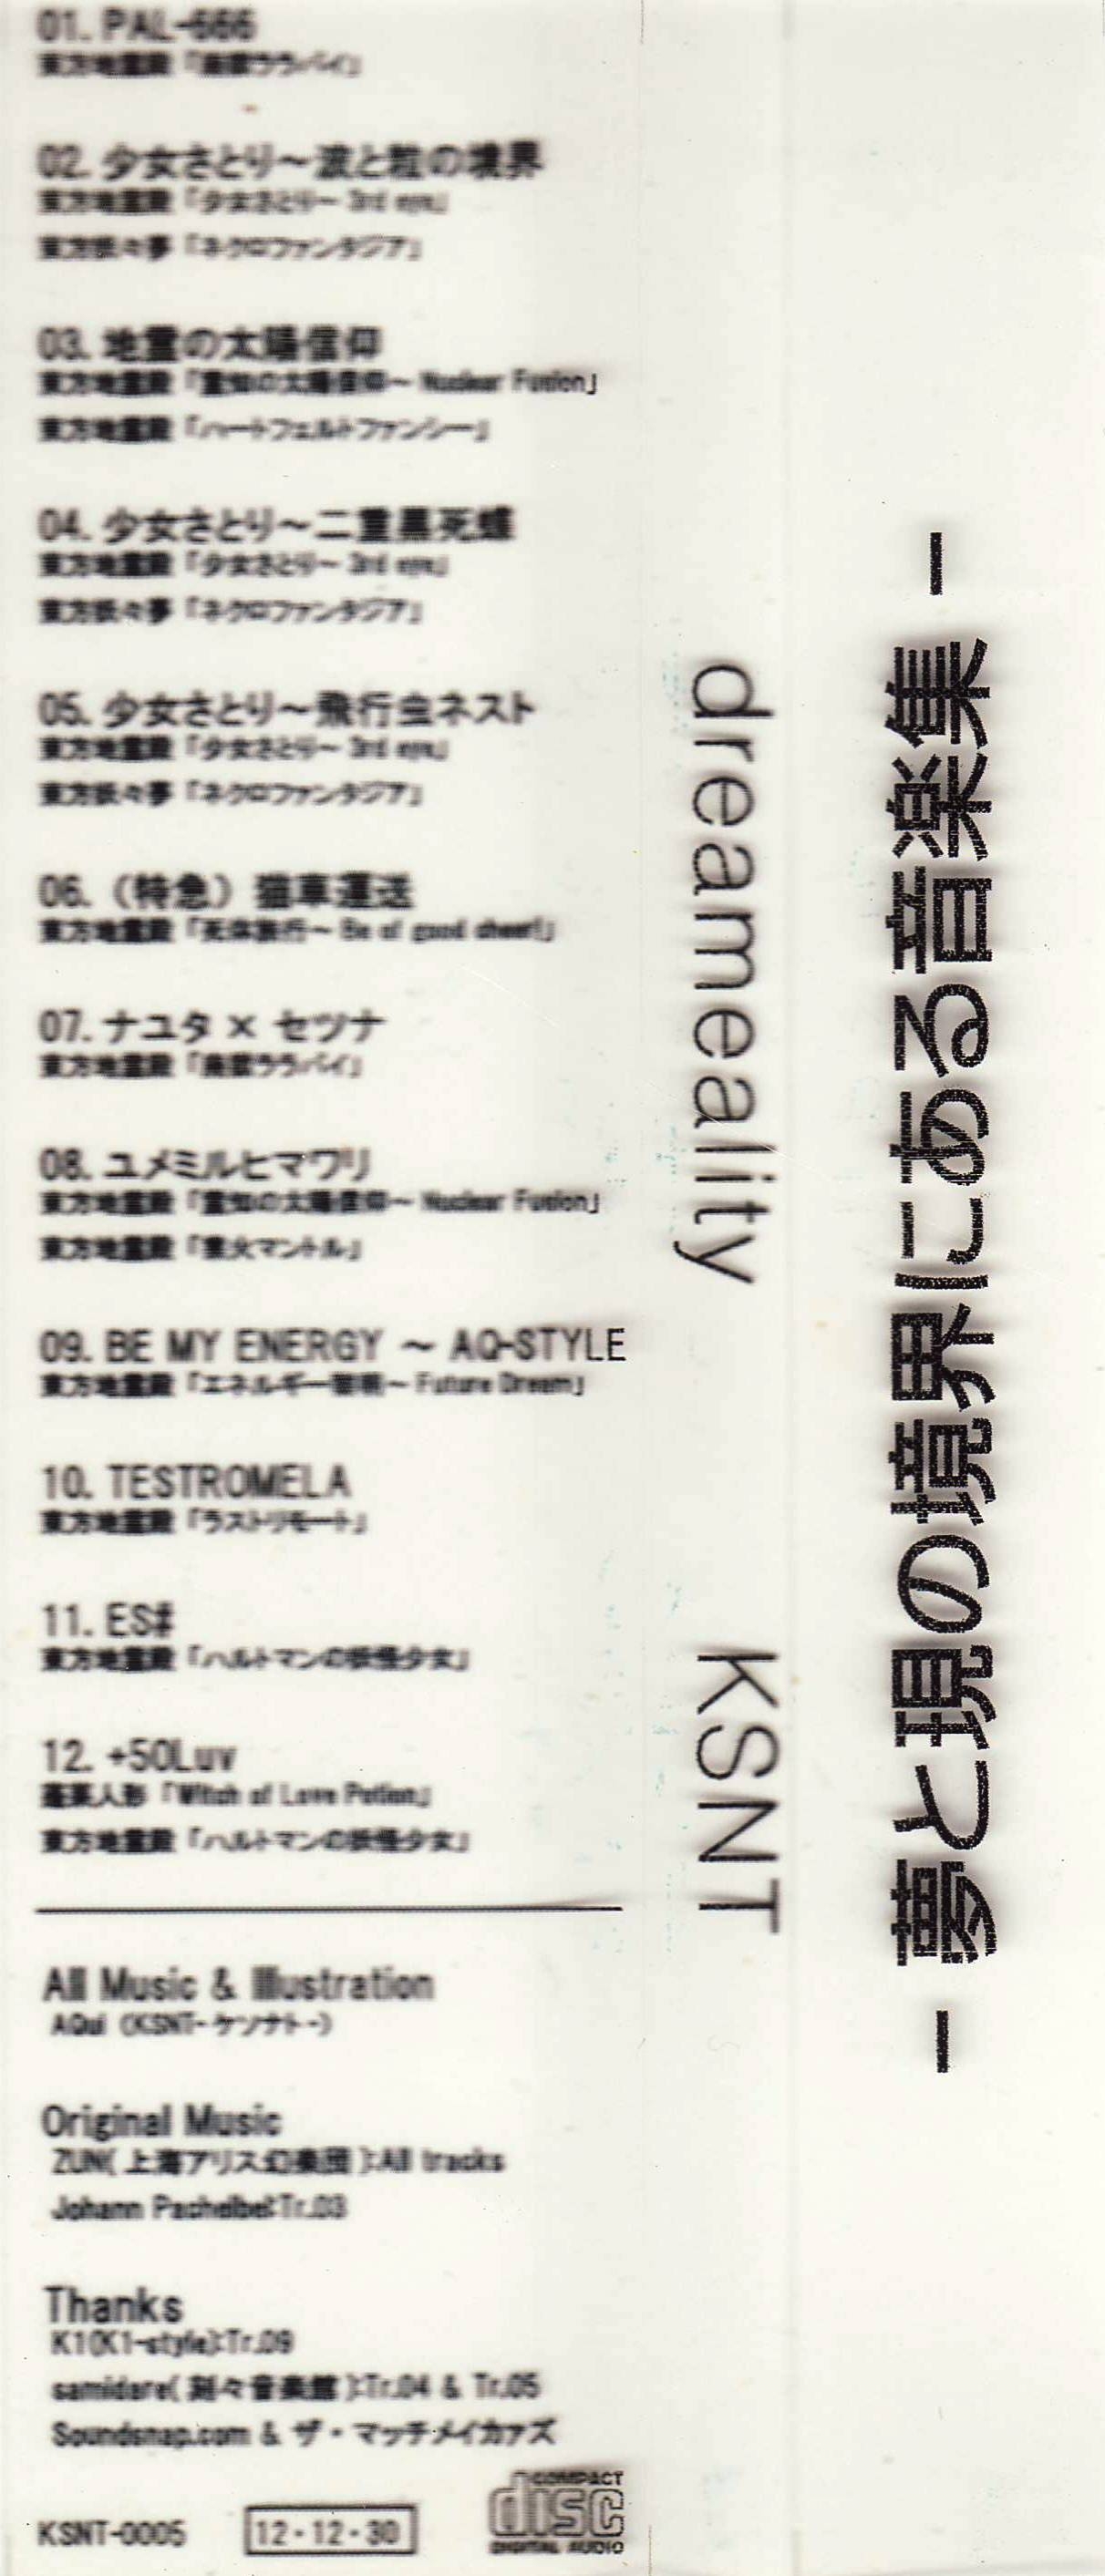 01. PAL-666
東方地霊殿「廃獄ララバイ」
02. 少女さとり～波と粒の境界
東方地霊殿「少女さとり～ 3rd eye」
東方妖々夢「ネクロファンタジア」
03. 地霊の太陽信仰
東方地霊殿「霊知の太陽信仰～ Nuclear Fusion」
東方地霊殿「ハートフェルトファンシー」
04. 少女さとり～二重黒死蝶
東方地霊殿「少女さとり～ 3rd eye」
東方妖々夢「ネクロファンタジア」
05. 少女さとり～飛行虫ネスト
東方地霊殿「少女さとり～ 3rd eye」
東方妖々夢「ネクロファンタジア」
06.（特急）猫車運送
東方地霊殿「死体旅行～ Be of good cheer!」
07. ナユタ × セツナ
東方地霊殿「廃獄ララバイ」
08. ユメミルヒマワリ
東方地霊殿「霊知の太陽信仰～ Nuclear Fusion」
東方地霊殿「業火マントル」
09. BE MY ENERGY ～ AQ-STYLE
東方地霊殿「エネルギー黎明～ Future Dream」
10. TESTROMELA
東方地霊殿「ラストリモート」
11. ES#
東方地霊殿「ハルトマンの妖怪少女」
12. +50Luv
蓬莱人形「Witch of Love Potion」
東方地霊殿「ハルトマンの妖怪少女」
All Music & Illustration
AQui（KSNT-ケソナト-）
Original Music
ZUN( 上海アリス幻樂団 ):All tracks
Johann Pachelbel:Tr.03
Thanks
K1(K1-style):Tr.09
samidare( 刻々音楽館 ):Tr.04 & Tr.05
Soundsnap.com & ザ・マッチメイカァズ
KSNT-0005
12・12・30
COMPACT
disc
DIGITAL AUDIO
dreameality
KSNT
— 夢と現の境界にある音楽集 —